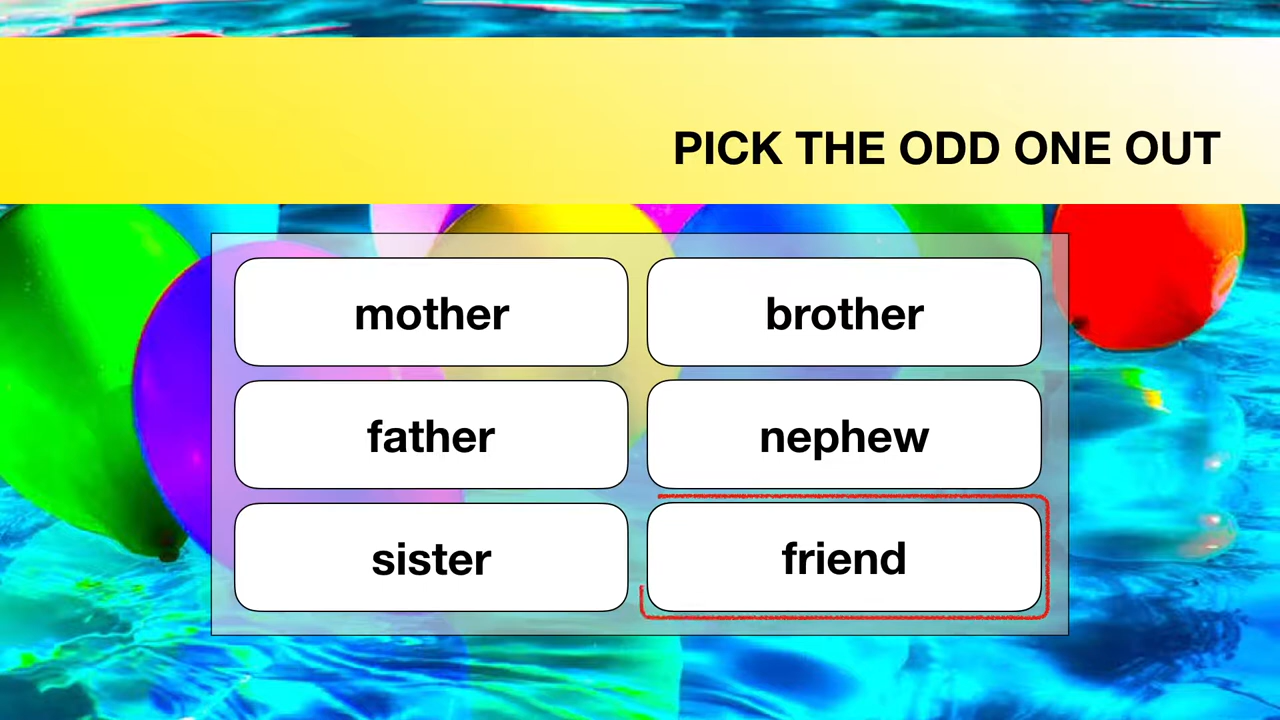 PICK THE ODD ONE OUT
mother
brother
father
nephew
sister
friend